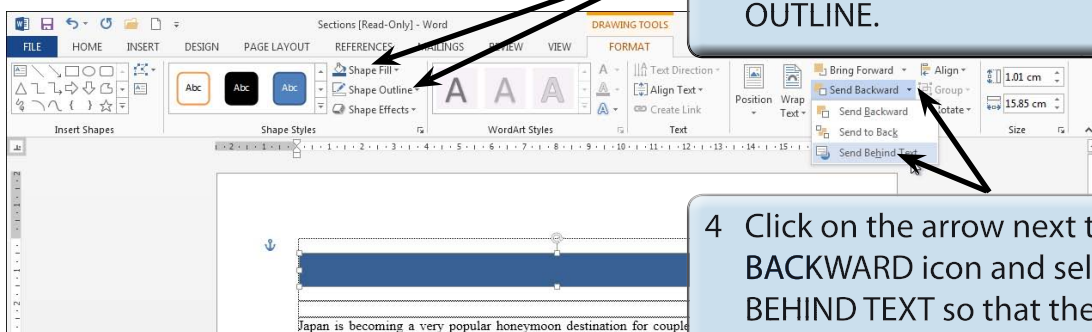 Sections [Read-Only] - Word
DRAWING TOOLS
OUTLINE.
FILE HOME INSERT DESIGN PAGE LAYOUT REFERENCES MAILINGS REVIEW VIEW FORMAT
Shape Fill
Text Direction
Bring Forward
Align
1.01 cm
Abc Abc Abc
Shape Outline
A A A
Align Text
Position Wrap Text
Send Backward
Group
15.85 cm
Shape Effects
Create Link
Send Backward
Rotate
Insert Shapes
Shape Styles
WordArt Styles
Text
Send to Back
Size
Send Behind Text
4 Click on the arrow next
BACKWARD icon and
BEHIND TEXT so that the
Japan is becoming a very popular honeymoon destination for couple